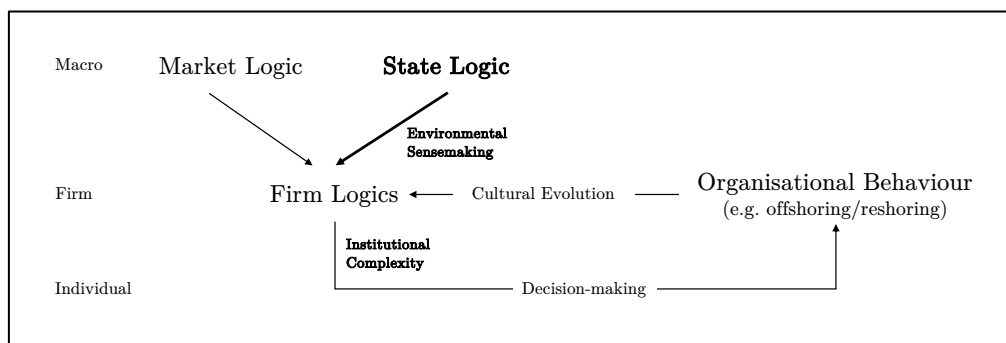 Macro Market Logic State Logic
Environmental
Sensemaking
Firm Firm Logics Cultural Evolution Organisational Behaviour
(e.g. offshoring/reshoring)
Institutional
Complexity
Individual Decision-making